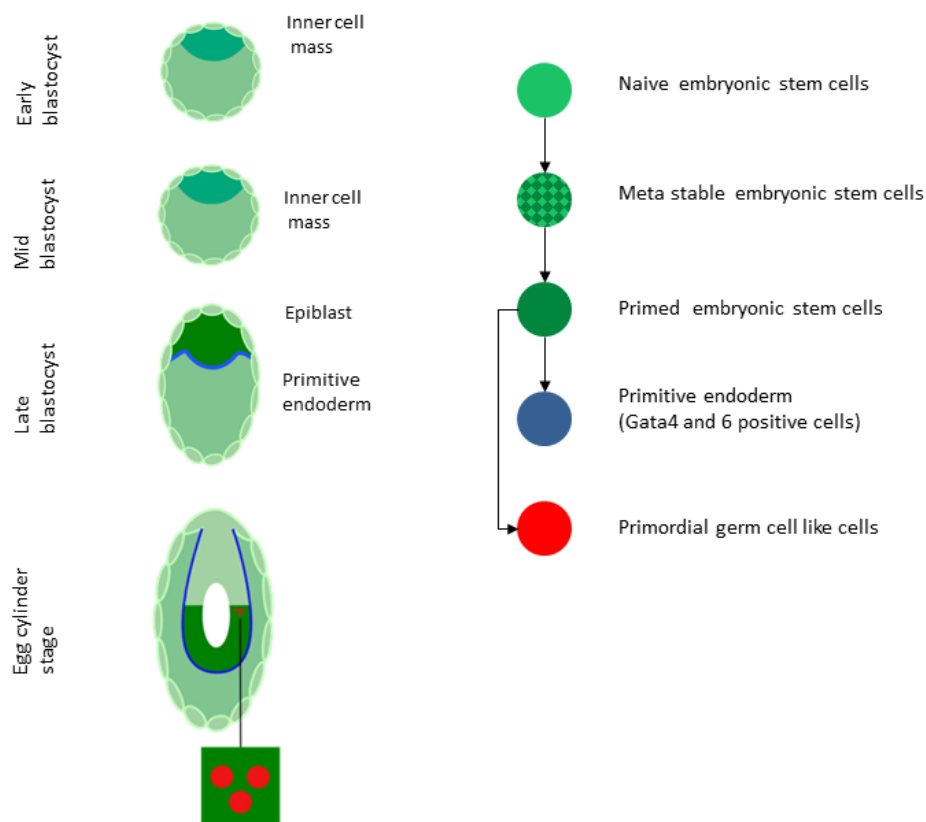 Early
blastocyst
Inner cell
mass
Mid
blastocyst
Inner cell
mass
Late
blastocyst
Epiblast
Primitive
endoderm
Egg cylinder
stage
Naive embryonic stem cells
Meta stable embryonic stem cells
Primed embryonic stem cells
Primitive endoderm
(Gata4 and 6 positive cells)
Primordial germ cell like cells